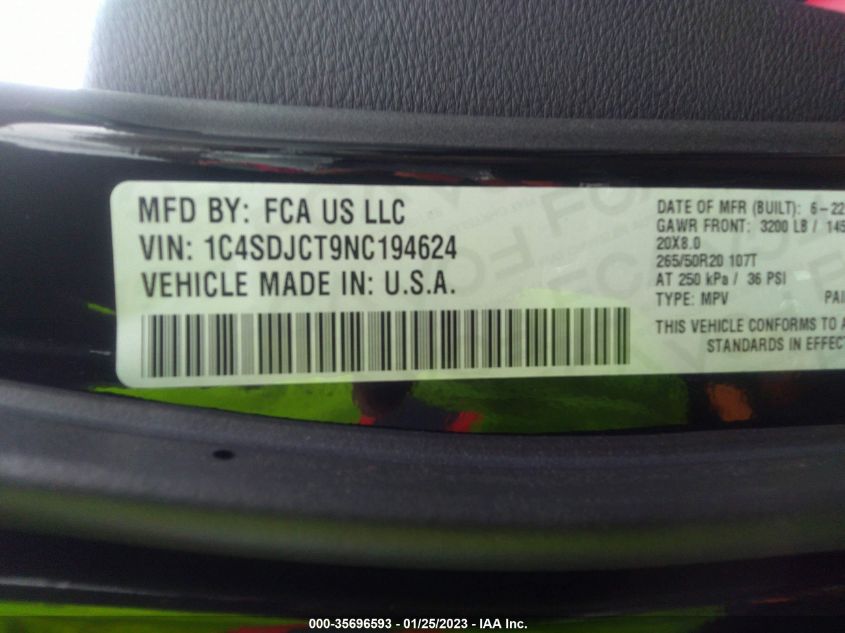 MFD BY: FCA US LLC
VIN: 1C4SDJCT9NC194624
VEHICLE MADE IN: U.S.A.
DATE OF MFR (BUILT): 6-22
GAWR FRONT: 3200 LB / 145
20X8.0
265/50R20 107T
AT 250 kPa / 36 PSI
TYPE: MPV PAI
THIS VEHICLE CONFORMS TO A
STANDARDS IN EFFECT
000-35696593 - 01/25/2023 - IAA Inc.